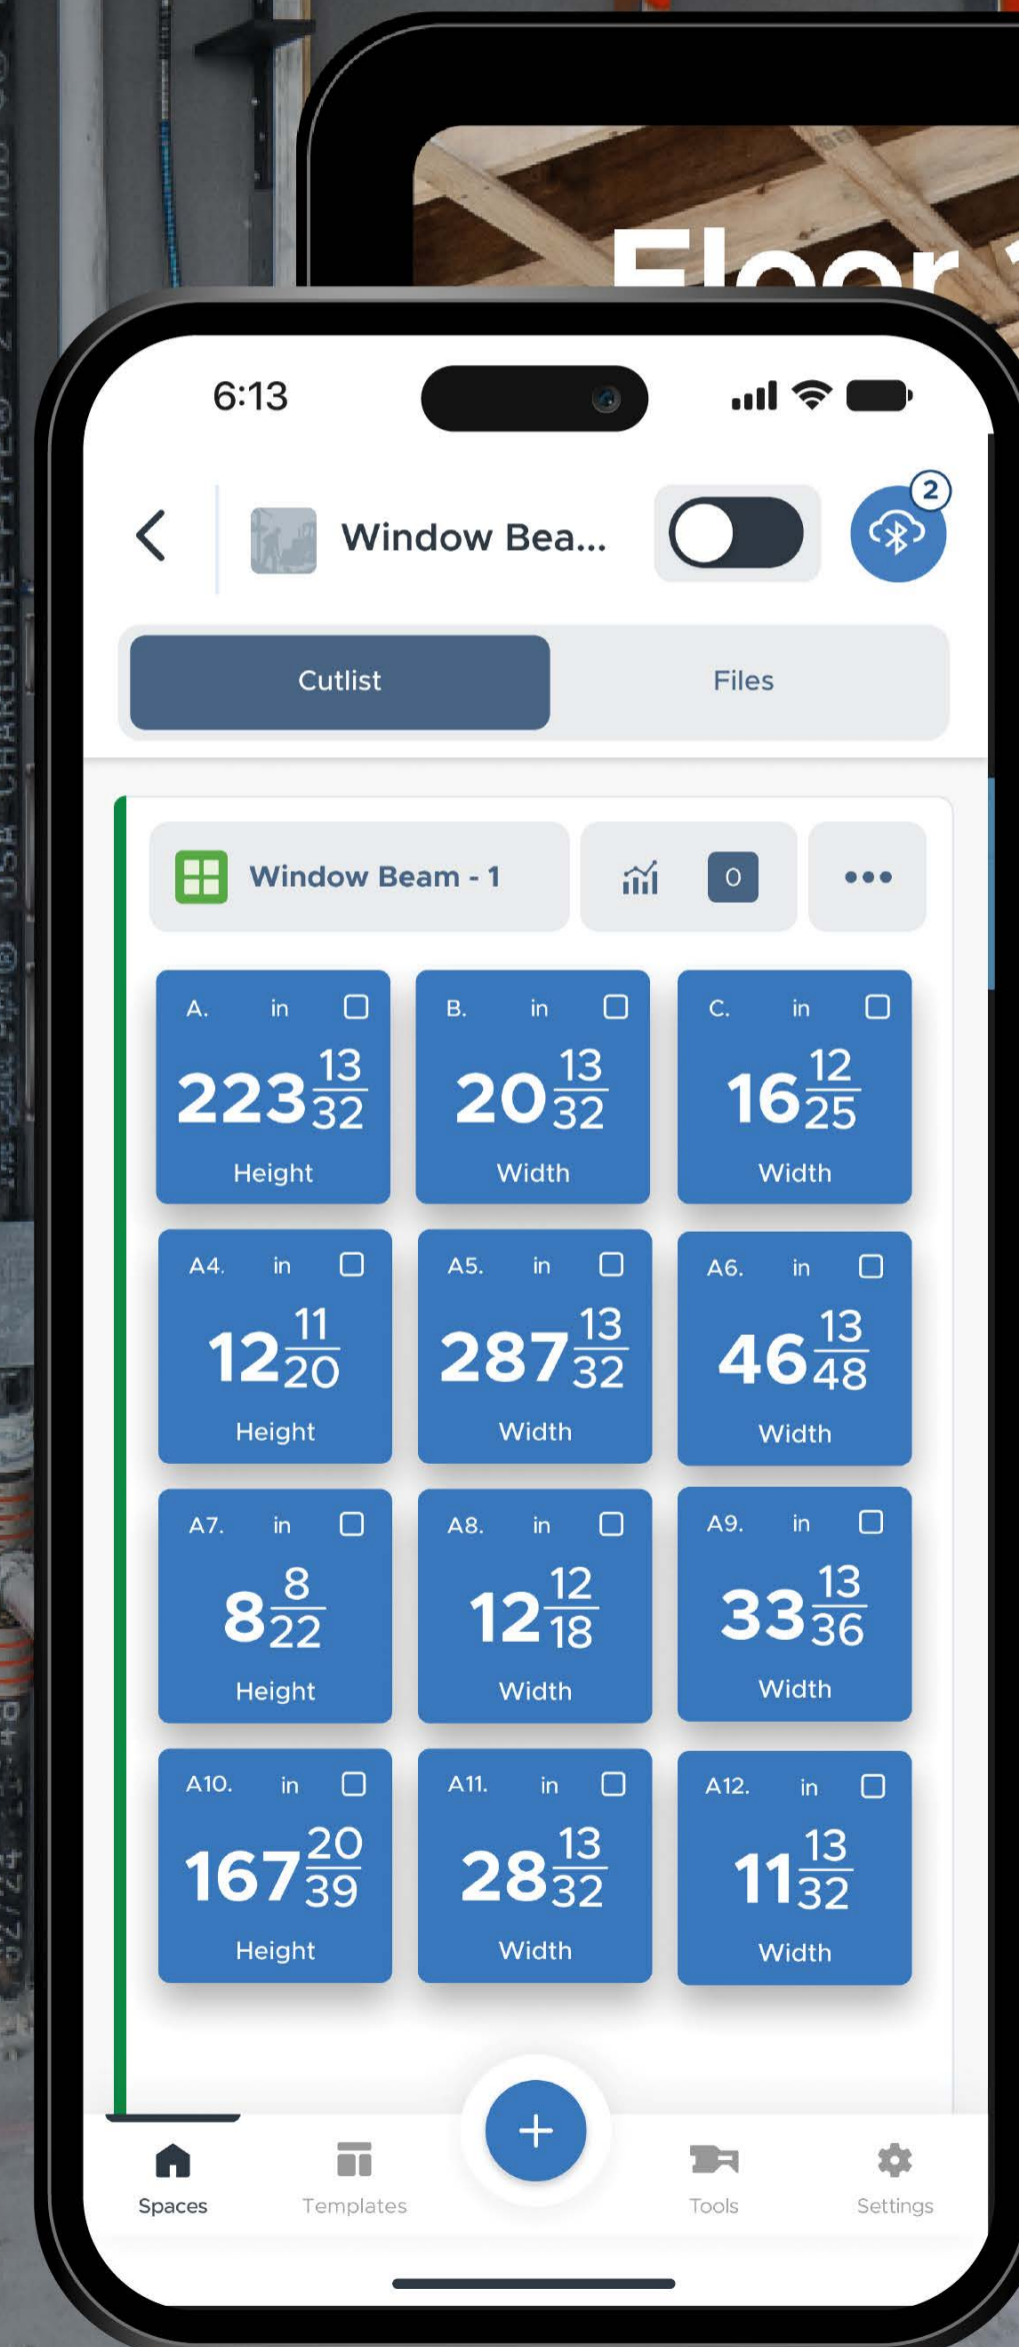 Floor
6:13
2
Window Bea...
Cutlist
Files
Window Beam - 1
0
A. in
223 13/32
Height
B. in
20 13/32
Width
C. in
16 12/25
Width
A4. in
12 11/20
Height
A5. in
287 13/32
Width
A6. in
46 13/48
Width
A7. in
8 8/22
Height
A8. in
12 12/18
Width
A9. in
33 13/36
Width
A10. in
167 20/39
Height
A11. in
28 13/32
Width
A12. in
11 13/32
Width
Spaces
Templates
Tools
Settings